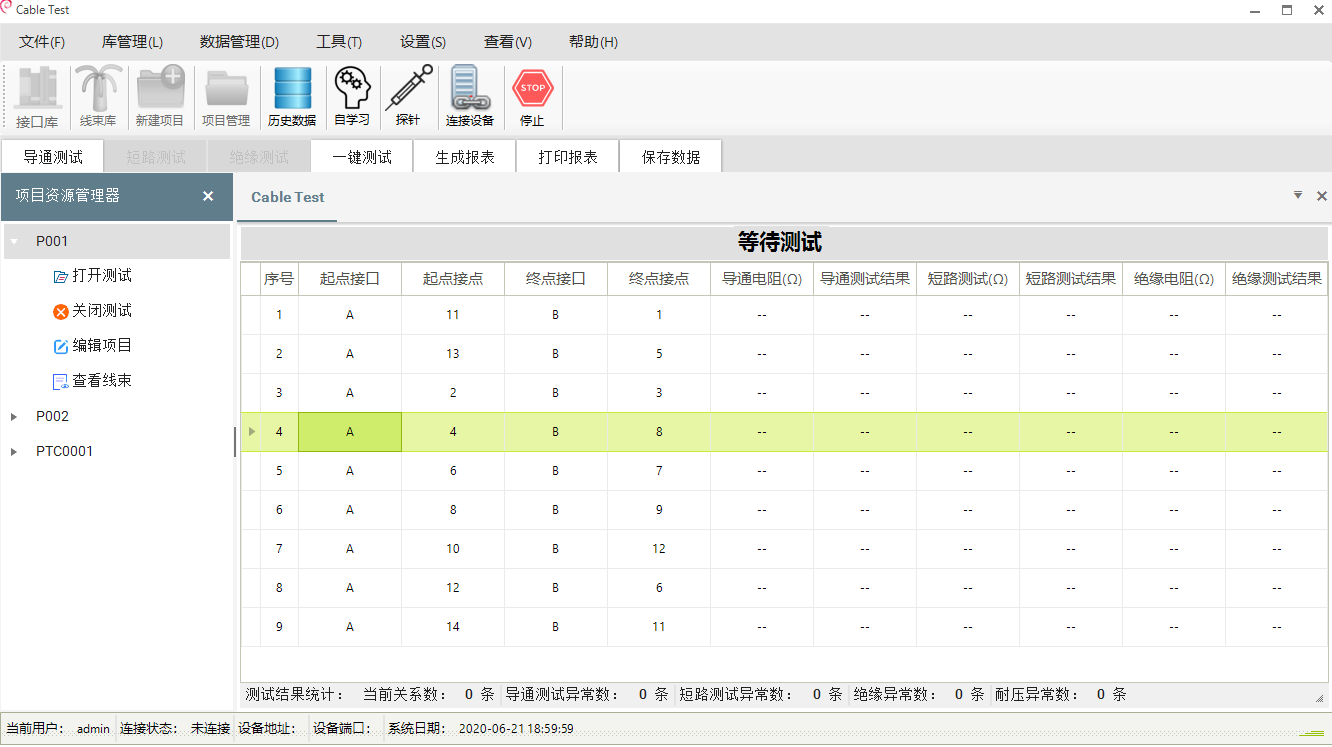 Cable Test
文件(F) 库管理(L) 数据管理(D) 工具(T) 设置(S) 查看(V) 帮助(H)
STOP
接口库 线束库 新建项目 项目管理 历史数据 自学习 探针 连接设备 停止
导通测试 短路测试 绝缘测试 一键测试 生成报表 打印报表 保存数据
项目资源管理器 Cable Test
P001
打开测试
关闭测试
编辑项目
查看线束
P002
PTC0001
等待测试
序号 起点接口 起点接点 终点接口 终点接点 导通电阻(Ω) 导通测试结果 短路测试(Ω) 短路测试结果 绝缘电阻(Ω) 绝缘测试结果
1 A 11 B 1 -- -- -- -- -- --
2 A 13 B 5 -- -- -- -- -- --
3 A 2 B 3 -- -- -- -- -- --
4 A 4 B 8 -- -- -- -- -- --
5 A 6 B 7 -- -- -- -- -- --
6 A 8 B 9 -- -- -- -- -- --
7 A 10 B 12 -- -- -- -- -- --
8 A 12 B 6 -- -- -- -- -- --
9 A 14 B 11 -- -- -- -- -- --
测试结果统计： 当前关系数： 0 条 导通测试异常数： 0 条 短路测试异常数： 0 条 绝缘异常数： 0 条 耐压异常数： 0 条
当前用户： admin 连接状态： 未连接 设备地址： 设备端口： 系统日期： 2020-06-21 18:59:59